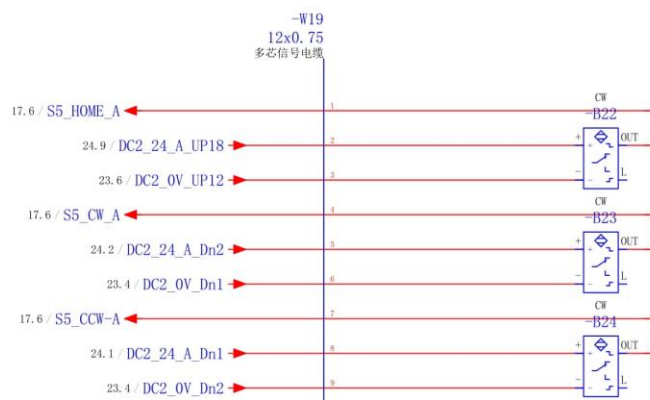 -W19
12x0.75
多芯信号电缆
CW
17.6 / S5_HOME_A 1
-B22
24.9 / DC2_24_A_UP18 2 + + OUT
23.6 / DC2_0V_UP12 3 - - L
CW
17.6 / S5_CW_A 4
-B23
24.2 / DC2_24_A_Dn2 5 + + OUT
23.4 / DC2_0V_Dn1 6 - - L
CW
17.6 / S5_CCW-A 7
-B24
24.1 / DC2_24_A_Dn1 8 + + OUT
23.4 / DC2_0V_Dn2 9 - - L